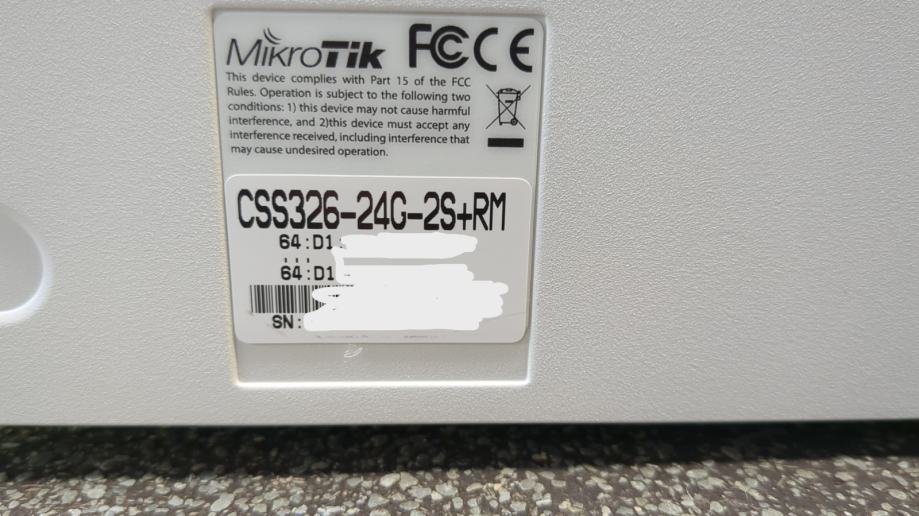 MikroTik FC CE
This device complies with Part 15 of the FCC
Rules. Operation is subject to the following two
conditions: 1) this device may not cause harmful
interference, and 2)this device must accept any
interference received, including interference that
may cause undesired operation.
CSS326-24G-2S+RM
64:D1:
...
64:D1
SN: